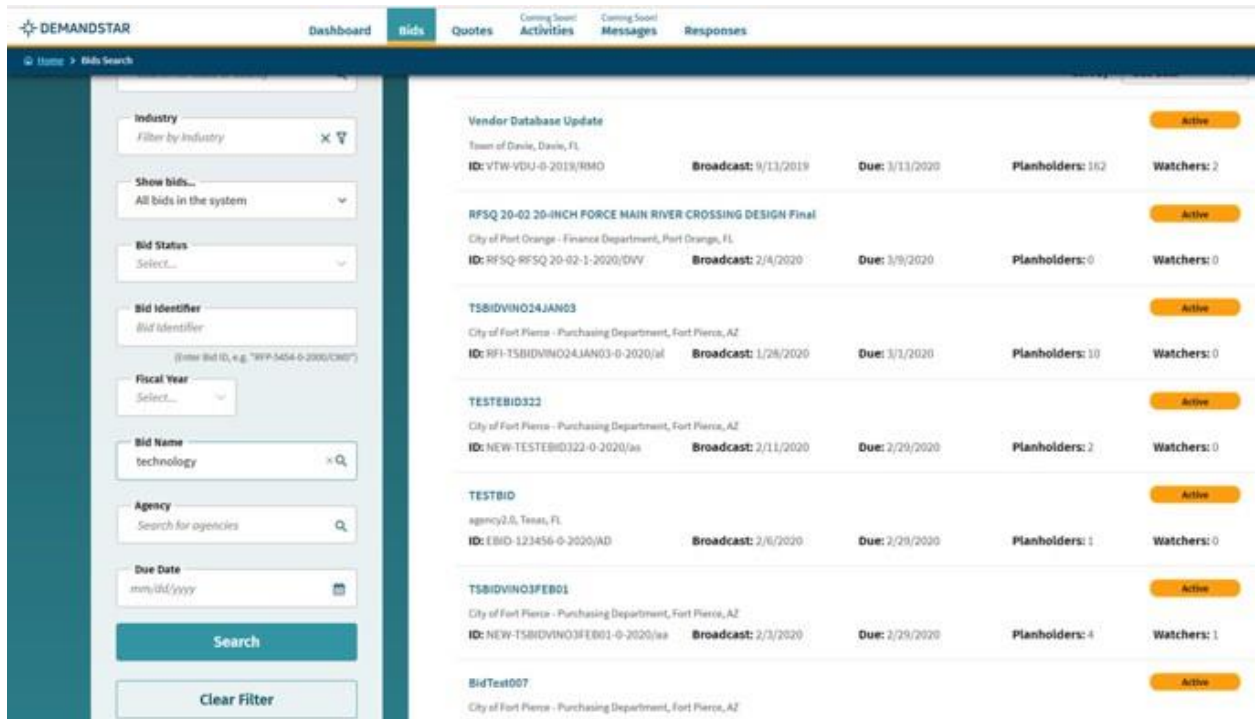 DEMANDSTAR
Dashboard
Bids
Quotes
Coming Soon!
Activities
Coming Soon!
Messages
Responses
Home > Bids Search
Industry
Filter by Industry
Show bids...
All bids in the system
Bid Status
Select...
Bid Identifier
Bid Identifier
(Enter Bid ID, e.g. "RFP-5454-0-2000/CWD")
Fiscal Year
Select...
Bid Name
technology
Agency
Search for agencies
Due Date
mm/dd/yyyy
Search
Clear Filter
Vendor Database Update
Active
Town of Davie, Davie, FL
ID: VTW-VDU-0-2019/RMO Broadcast: 9/13/2019 Due: 3/13/2020 Planholders: 162 Watchers: 2
RFSQ 20-02 20-INCH FORCE MAIN RIVER CROSSING DESIGN Final
Active
City of Port Orange - Finance Department, Port Orange, FL
ID: RFSQ-RFSQ 20-02-1-2020/DVV Broadcast: 2/4/2020 Due: 3/9/2020 Planholders: 0 Watchers: 0
TSBIDVINO24JAN03
Active
City of Fort Pierce - Purchasing Department, Fort Pierce, AZ
ID: RFI-TSBIDVINO24JAN03-0-2020/al Broadcast: 1/28/2020 Due: 3/1/2020 Planholders: 10 Watchers: 0
TESTEBID322
Active
City of Fort Pierce - Purchasing Department, Fort Pierce, AZ
ID: NEW-TESTEBID322-0-2020/as Broadcast: 2/11/2020 Due: 2/29/2020 Planholders: 2 Watchers: 0
TESTBID
Active
agency2.0, Texas, FL
ID: EBID-123456-0-2020/AD Broadcast: 2/6/2020 Due: 2/29/2020 Planholders: 1 Watchers: 0
TSBIDVINO3FEB01
Active
City of Fort Pierce - Purchasing Department, Fort Pierce, AZ
ID: NEW-TSBIDVINO3FEB01-0-2020/aa Broadcast: 2/3/2020 Due: 2/29/2020 Planholders: 4 Watchers: 1
BidTest007
Active
City of Fort Pierce - Purchasing Department, Fort Pierce, AZ